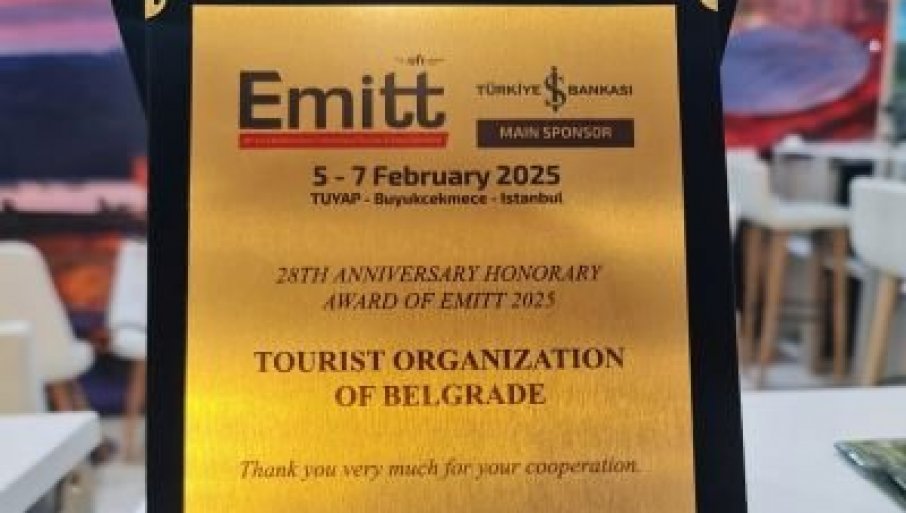 Emitt
TÜRKİYE İŞ BANKASI
MAIN SPONSOR
5 - 7 February 2025
TUYAP - Buyukcekmece - Istanbul
28TH ANNIVERSARY HONORARY
AWARD OF EMITT 2025
TOURIST ORGANIZATION
OF BELGRADE
Thank you very much for your cooperation.